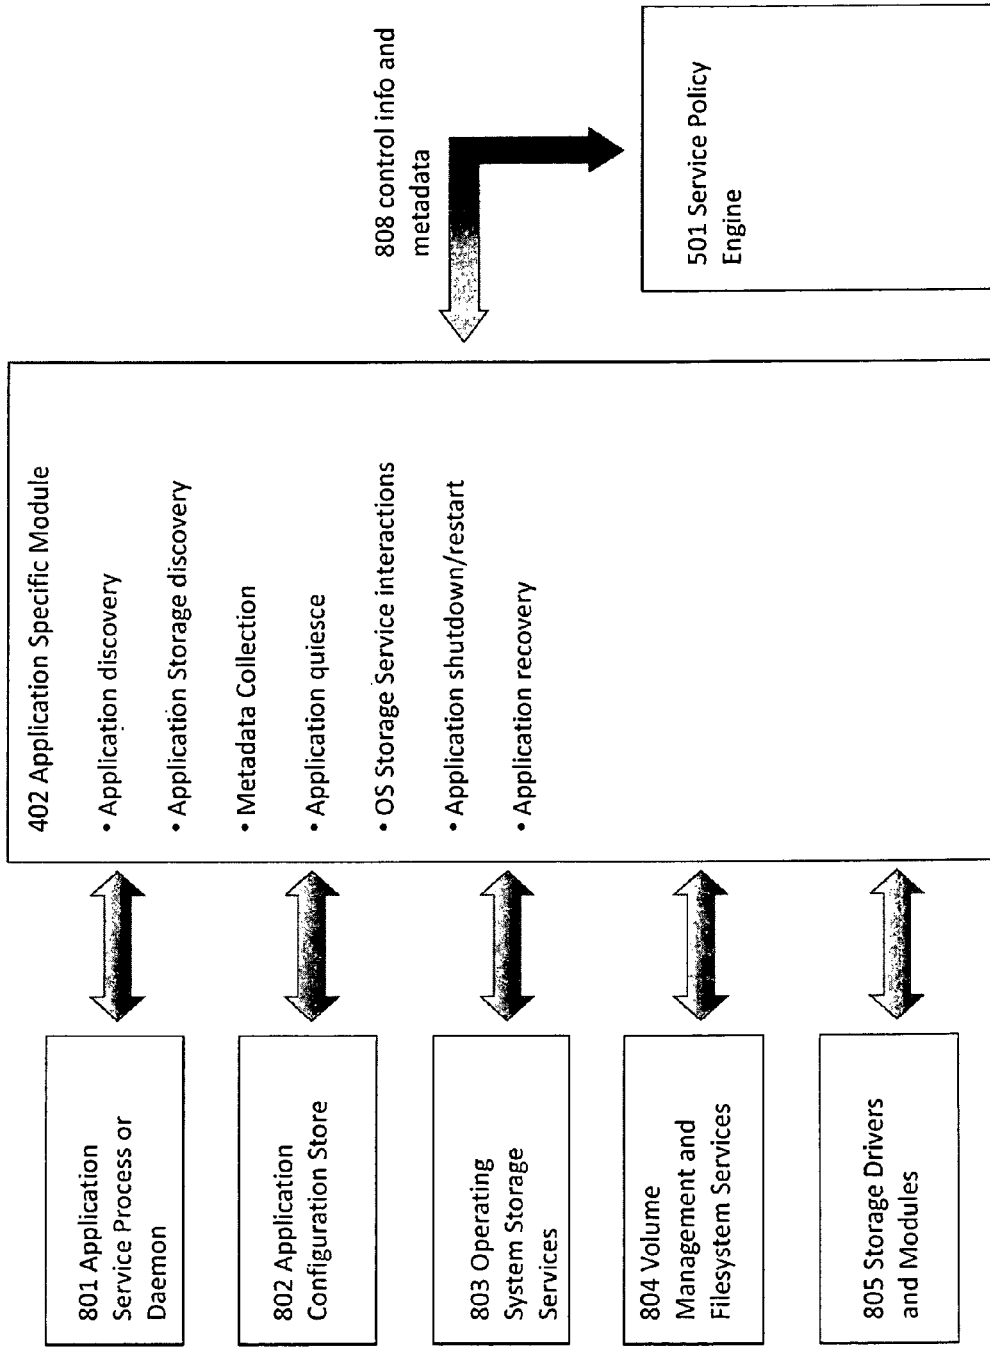 801 Application
Service Process or
Daemon
802 Application
Configuration Store
803 Operating
System Storage
Services
804 Volume
Management and
Filesystem Services
805 Storage Drivers
and Modules
402 Application Specific Module
• Application discovery
• Application Storage discovery
• Metadata Collection
• Application quiesce
• OS Storage Service interactions
• Application shutdown/restart
• Application recovery
808 control info and
metadata
501 Service Policy
Engine